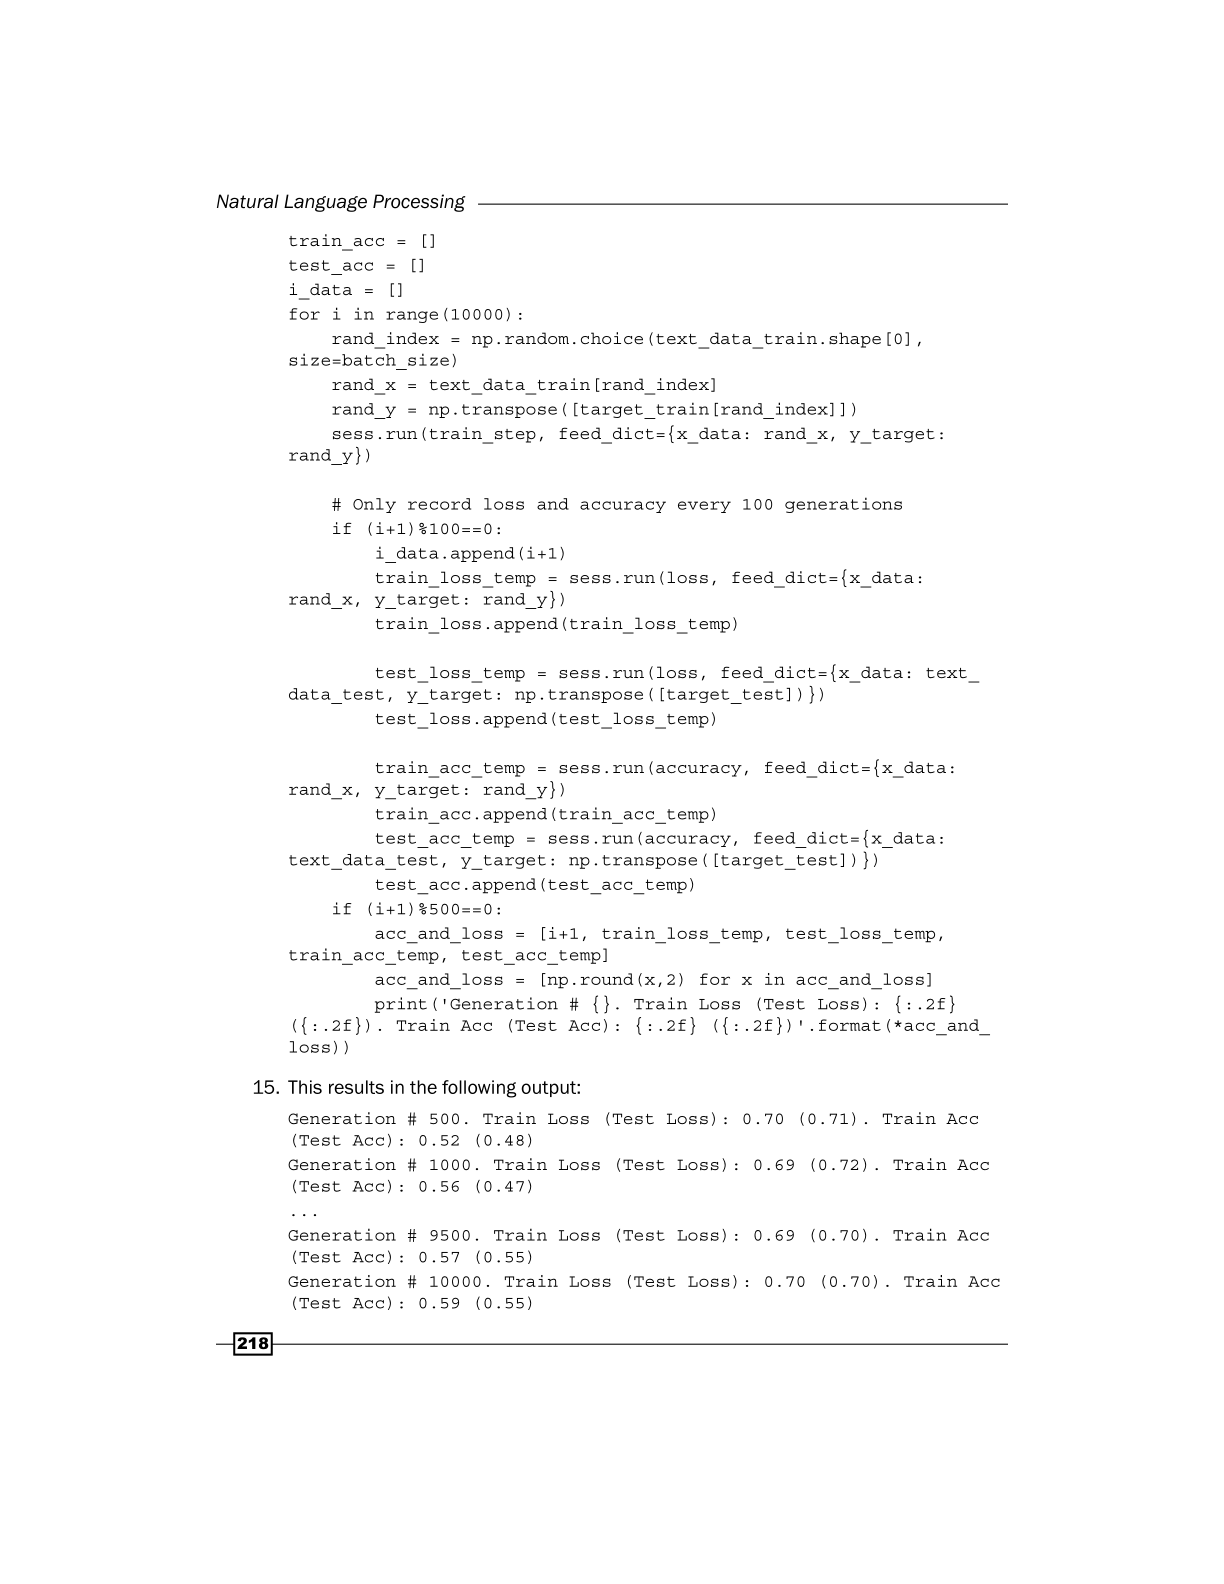 Natural Language Processing
train_acc = []
test_acc = []
i_data = []
for i in range(10000):
    rand_index = np.random.choice(text_data_train.shape[0],
size=batch_size)
    rand_x = text_data_train[rand_index]
    rand_y = np.transpose([target_train[rand_index]])
    sess.run(train_step, feed_dict={x_data: rand_x, y_target:
rand_y})
    # Only record loss and accuracy every 100 generations
    if (i+1)%100==0:
        i_data.append(i+1)
        train_loss_temp = sess.run(loss, feed_dict={x_data:
rand_x, y_target: rand_y})
        train_loss.append(train_loss_temp)
        test_loss_temp = sess.run(loss, feed_dict={x_data: text_
data_test, y_target: np.transpose([target_test])})
        test_loss.append(test_loss_temp)
        train_acc_temp = sess.run(accuracy, feed_dict={x_data:
rand_x, y_target: rand_y})
        train_acc.append(train_acc_temp)
        test_acc_temp = sess.run(accuracy, feed_dict={x_data:
text_data_test, y_target: np.transpose([target_test])})
        test_acc.append(test_acc_temp)
    if (i+1)%500==0:
        acc_and_loss = [i+1, train_loss_temp, test_loss_temp,
train_acc_temp, test_acc_temp]
        acc_and_loss = [np.round(x,2) for x in acc_and_loss]
        print('Generation # {}. Train Loss (Test Loss): {:.2f}
({:.2f}). Train Acc (Test Acc): {:.2f} ({:.2f})'.format(*acc_and_
loss))
15. This results in the following output:
Generation # 500. Train Loss (Test Loss): 0.70 (0.71). Train Acc
(Test Acc): 0.52 (0.48)
Generation # 1000. Train Loss (Test Loss): 0.69 (0.72). Train Acc
(Test Acc): 0.56 (0.47)
...
Generation # 9500. Train Loss (Test Loss): 0.69 (0.70). Train Acc
(Test Acc): 0.57 (0.55)
Generation # 10000. Train Loss (Test Loss): 0.70 (0.70). Train Acc
(Test Acc): 0.59 (0.55)
218